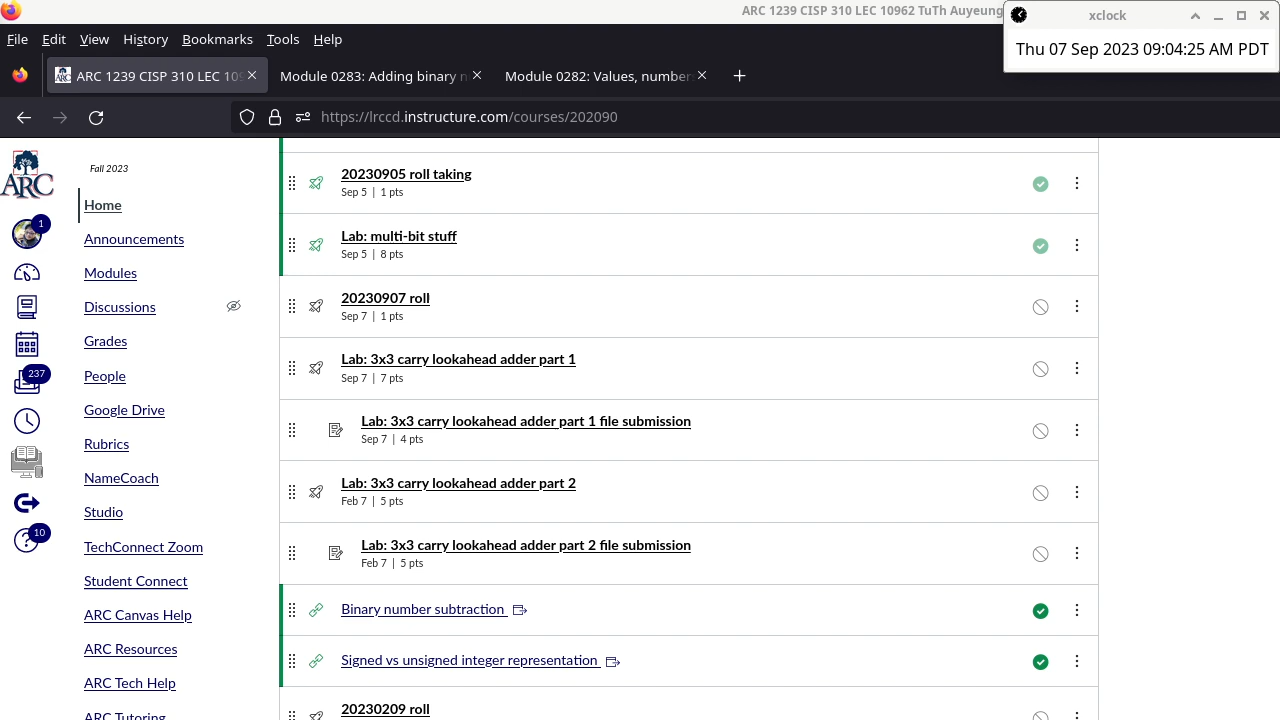 ARC 1239 CISP 310 LEC 10962 TuTh Auyeung
xclock
Thu 07 Sep 2023 09:04:25 AM PDT
File Edit View History Bookmarks Tools Help
ARC 1239 CISP 310 LEC 109
Module 0283: Adding binary n
Module 0282: Values, number
https://lrccd.instructure.com/courses/202090
ARC
1
237
10
Fall 2023
Home
Announcements
Modules
Discussions
Grades
People
Google Drive
Rubrics
NameCoach
Studio
TechConnect Zoom
Student Connect
ARC Canvas Help
ARC Resources
ARC Tech Help
ARC Tutoring
20230905 roll taking
Sep 5 | 1 pts
Lab: multi-bit stuff
Sep 5 | 8 pts
20230907 roll
Sep 7 | 1 pts
Lab: 3x3 carry lookahead adder part 1
Sep 7 | 7 pts
Lab: 3x3 carry lookahead adder part 1 file submission
Sep 7 | 4 pts
Lab: 3x3 carry lookahead adder part 2
Feb 7 | 5 pts
Lab: 3x3 carry lookahead adder part 2 file submission
Feb 7 | 5 pts
Binary number subtraction
Signed vs unsigned integer representation
20230209 roll